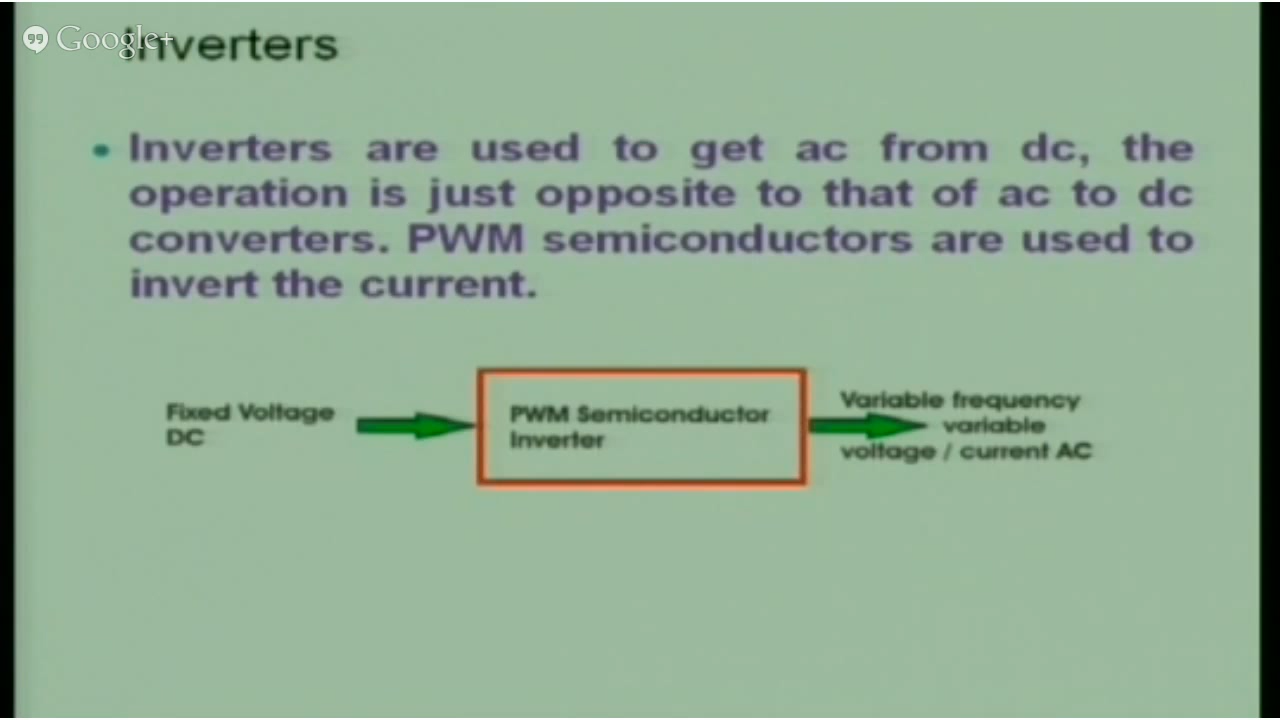 Google+
Inverters
• Inverters are used to get ac from dc, the
operation is just opposite to that of ac to dc
converters. PWM semiconductors are used to
invert the current.
Fixed Voltage
DC
PWM Semiconductor
Inverter
Variable frequency
variable
voltage / current AC